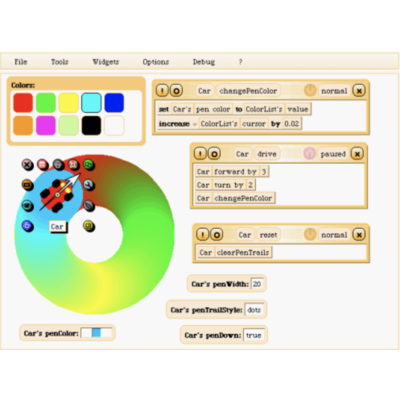 File Tools Widgets Options Debug ?
Colors:
! Car changePenColor normal
set Car's pen color to ColorList's value
increase - ColorList's cursor by 0.02
! Car drive paused
Car forward by 3
Car turn by 2
Car changePenColor
! Car reset normal
Car clearPenTrails
Car
Car's penWidth: 20
Car's penTrailStyle: dots
Car's penColor:
Car's penDown: true